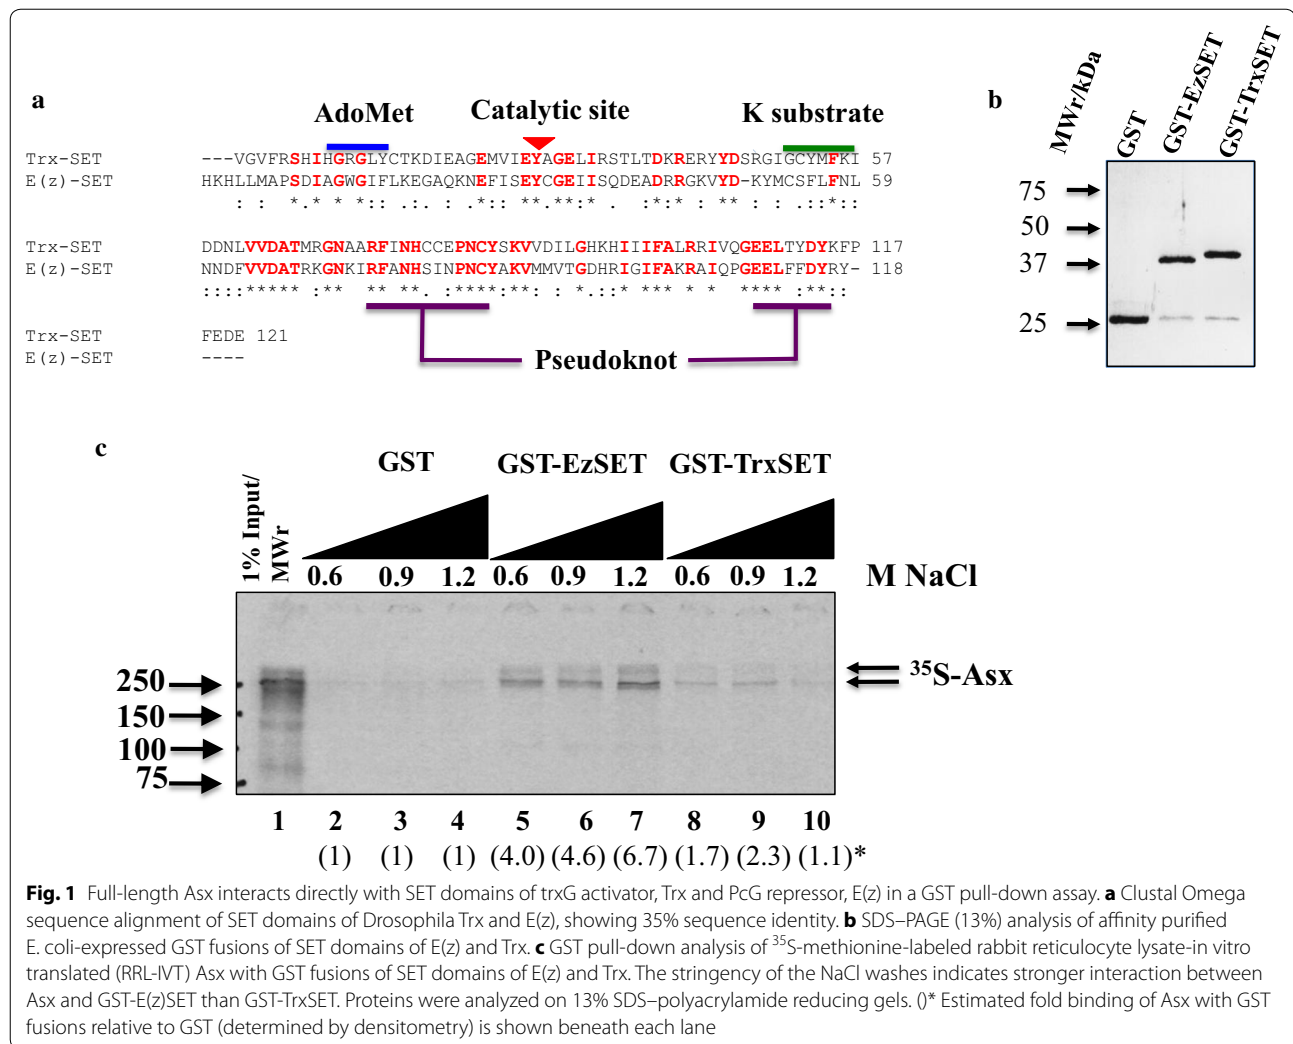 a
AdoMet
Catalytic site
K substrate
Trx-SET ---VGVFRSHIHGRGLYCTKDIEAGEMVIEYAGELIRSTLTDKRERYYDSRGIGCYMFKI 57
E(z)-SET HKHLLMAPSDIAGWGIFLKEGAQKNEFISEYCGEIISQDEADRRGKVYD-KYMCSFLFNL 59
Trx-SET DDNLVVDATMRGNAARFINHCCEPNCYSKVVDILGHKHIIIFALRRIVQGEELTYDYKFP 117
E(z)-SET NNDFVVDATRKGNKIRFANHSINPNCYAKVMMVTGDHRIGIFAKRAIQPGEELFFDYRY- 118
Trx-SET FEDE 121
E(z)-SET ----
Pseudoknot
b
MWr/kDa
GST
GST-EzSET
GST-TrxSET
75
50
37
25
c
1% Input/
MWr
GST GST-EzSET GST-TrxSET
0.6 0.9 1.2 0.6 0.9 1.2 0.6 0.9 1.2 M NaCl
250
150
100
75
³⁵S-Asx
1 2 3 4 5 6 7 8 9 10
(1) (1) (1) (4.0) (4.6) (6.7) (1.7) (2.3) (1.1)*
Fig. 1 Full-length Asx interacts directly with SET domains of trxG activator, Trx and PcG repressor, E(z) in a GST pull-down assay. a Clustal Omega
sequence alignment of SET domains of Drosophila Trx and E(z), showing 35% sequence identity. b SDS–PAGE (13%) analysis of affinity purified
E. coli-expressed GST fusions of SET domains of E(z) and Trx. c GST pull-down analysis of ³⁵S-methionine-labeled rabbit reticulocyte lysate-in vitro
translated (RRL-IVT) Asx with GST fusions of SET domains of E(z) and Trx. The stringency of the NaCl washes indicates stronger interaction between
Asx and GST-E(z)SET than GST-TrxSET. Proteins were analyzed on 13% SDS–polyacrylamide reducing gels. ()* Estimated fold binding of Asx with GST
fusions relative to GST (determined by densitometry) is shown beneath each lane